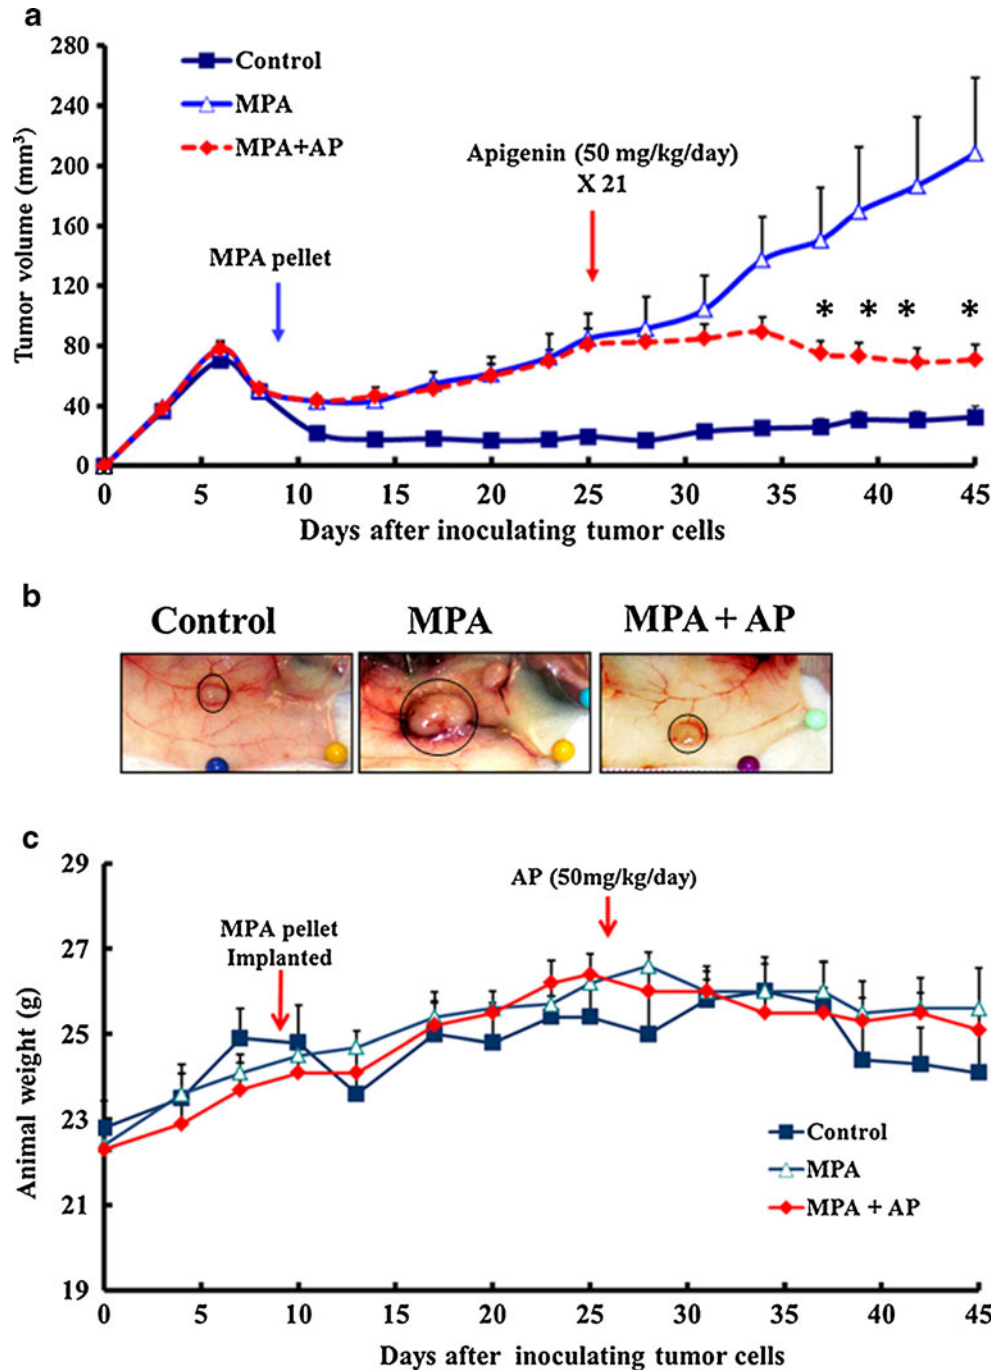 a
280
240
200
160
120
80
40
0
Tumor volume (mm³)
Control
MPA
MPA+AP
MPA pellet
Apigenin (50 mg/kg/day)
X 21
* * * *
0 5 10 15 20 25 30 35 40 45
Days after inoculating tumor cells
b
Control MPA MPA + AP
c
29
27
25
23
21
19
Animal weight (g)
MPA pellet
Implanted
AP (50mg/kg/day)
Control
MPA
MPA + AP
0 5 10 15 20 25 30 35 40 45
Days after inoculating tumor cells